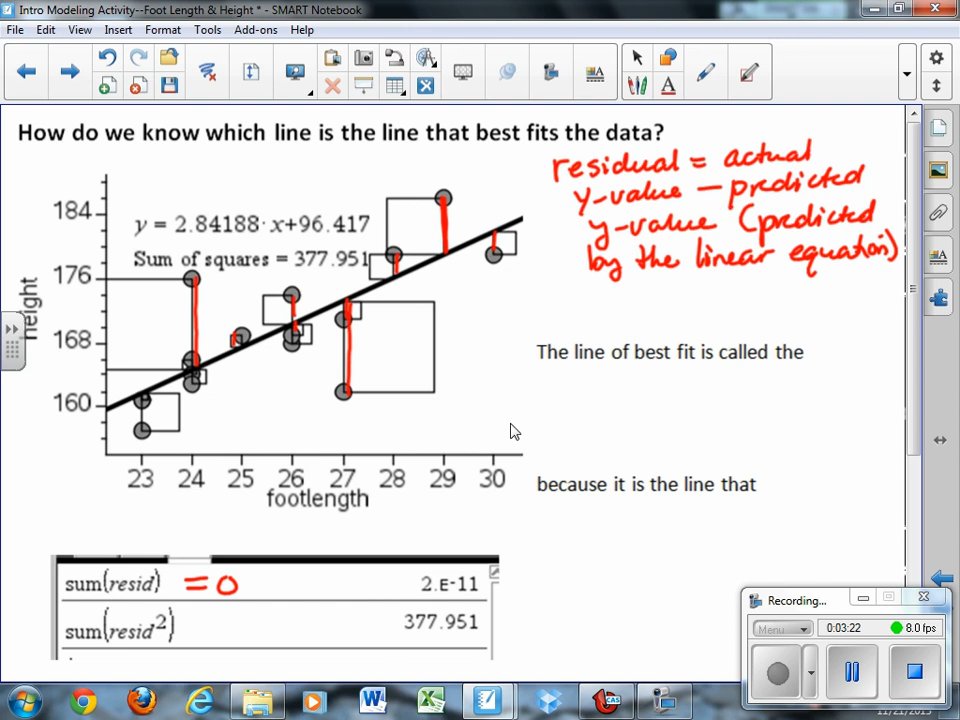 Intro Modeling Activity--Foot Length & Height * - SMART Notebook
File Edit View Insert Format Tools Add-ons Help
How do we know which line is the line that best fits the data?
residual = actual
y-value - predicted
y-value (predicted
by the linear equation)
184
176
168
160
height
y = 2.84188·x+96.417
Sum of squares = 377.951
23 24 25 26 27 28 29 30
footlength
The line of best fit is called the
because it is the line that
sum(resid) = 0 2.E-11
sum(resid²) 377.951
Recording...
Menu 0:03:22 8.0 fps
CAS
11/21/2013